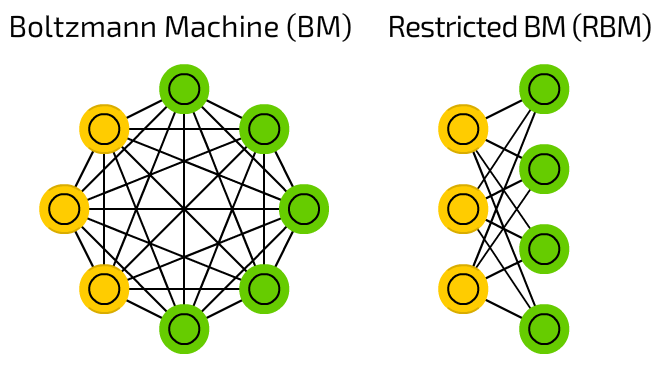 Boltzmann Machine (BM)
Restricted BM (RBM)